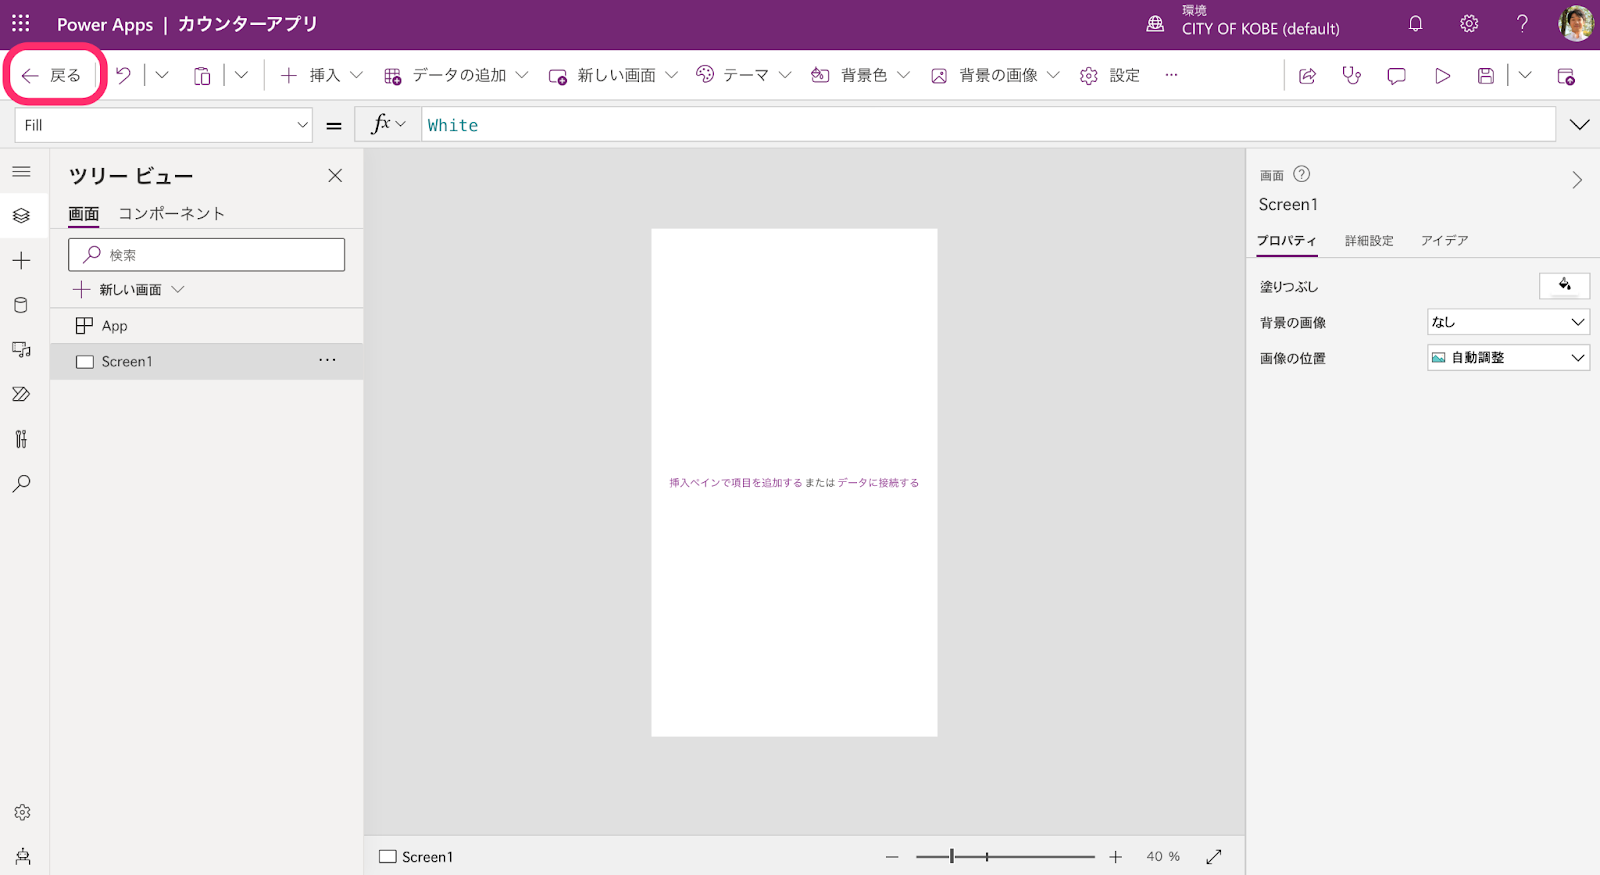 Power Apps | カウンターアプリ
環境
CITY OF KOBE (default)
戻る
挿入
データの追加
新しい画面
テーマ
背景色
背景の画像
設定
Fill
=
fx
White
ツリー ビュー
画面
コンポーネント
検索
新しい画面
App
Screen1
挿入ペインで項目を追加する または データに接続する
Screen1
40 %
画面
Screen1
プロパティ
詳細設定
アイデア
塗りつぶし
背景の画像
なし
画像の位置
自動調整